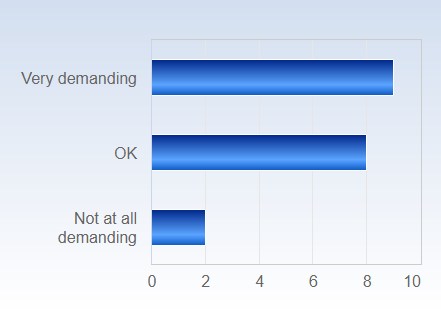 Very demanding
OK
Not at all
demanding
0 2 4 6 8 10